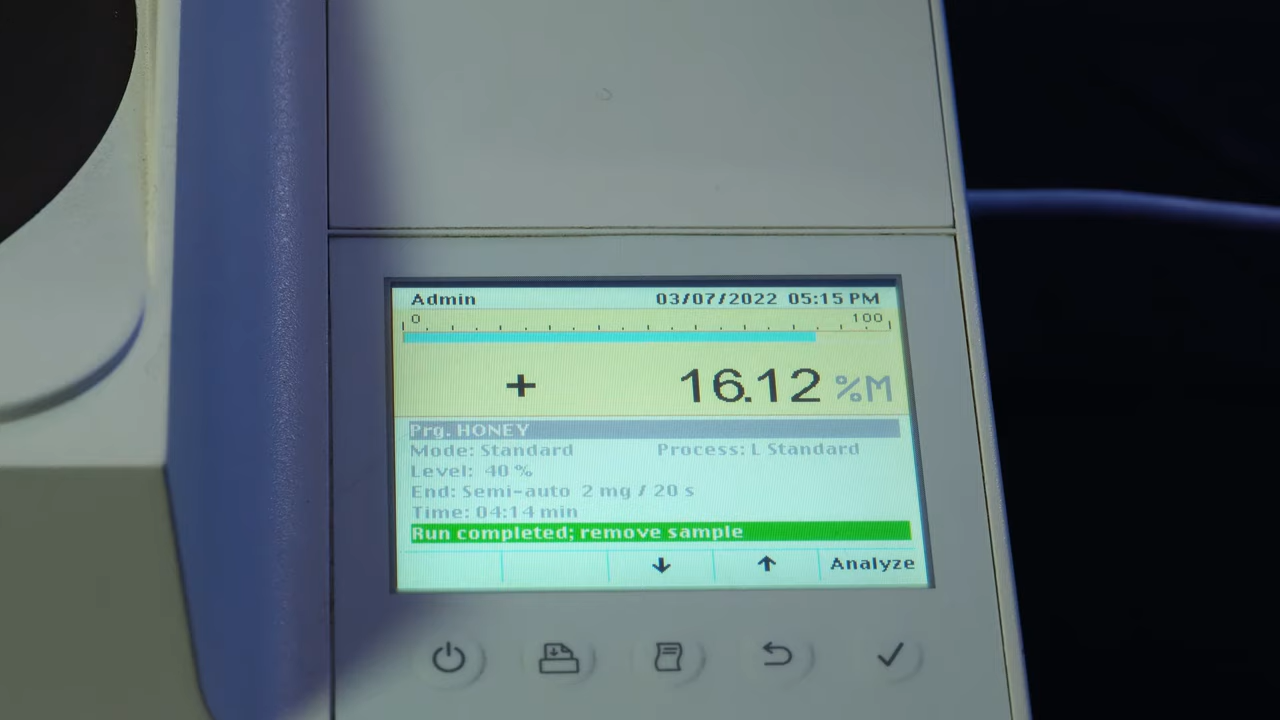 Admin 03/07/2022 05:15 PM
0 100
+ 16.12 %M
Prg. HONEY
Mode: Standard Process: L Standard
Level: 40 %
End: Semi-auto 2 mg / 20 s
Time: 04:14 min
Run completed; remove sample
Analyze